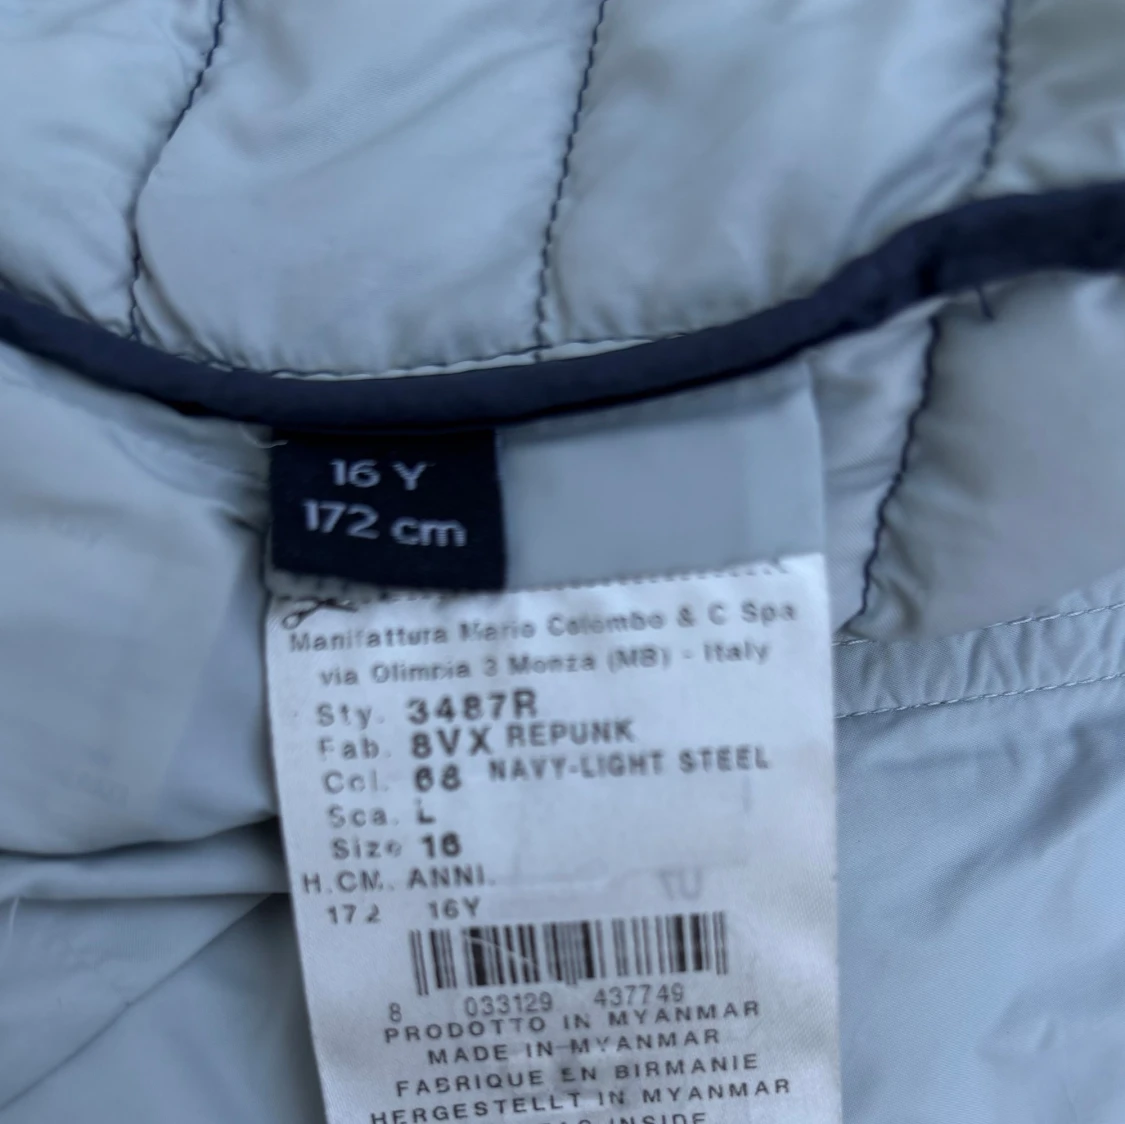 16 Y
172 cm
Manifattura Mario Colombo & C Spa
via Olimpia 3 Monza (MB) - Italy
Sty. 3487R
Fab. 8VX REPUNK
Col. 68 NAVY-LIGHT STEEL
Sca. L
Size 16
H.CM. ANNI.
172 16Y
8 033129 437749
PRODOTTO IN MYANMAR
MADE IN MYANMAR
FABRIQUE EN BIRMANIE
HERGESTELLT IN MYANMAR
INSIDE